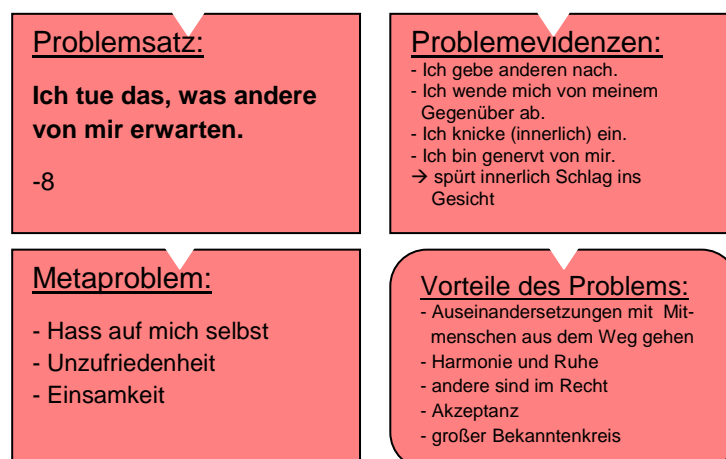 Problemsatz:
Ich tue das, was andere
von mir erwarten.
-8
Problemevidenzen:
- Ich gebe anderen nach.
- Ich wende mich von meinem
Gegenüber ab.
- Ich knicke (innerlich) ein.
- Ich bin genervt von mir.
→ spürt innerlich Schlag ins
Gesicht
Metaproblem:
- Hass auf mich selbst
- Unzufriedenheit
- Einsamkeit
Vorteile des Problems:
- Auseinandersetzungen mit Mit-
menschen aus dem Weg gehen
- Harmonie und Ruhe
- andere sind im Recht
- Akzeptanz
- großer Bekanntenkreis